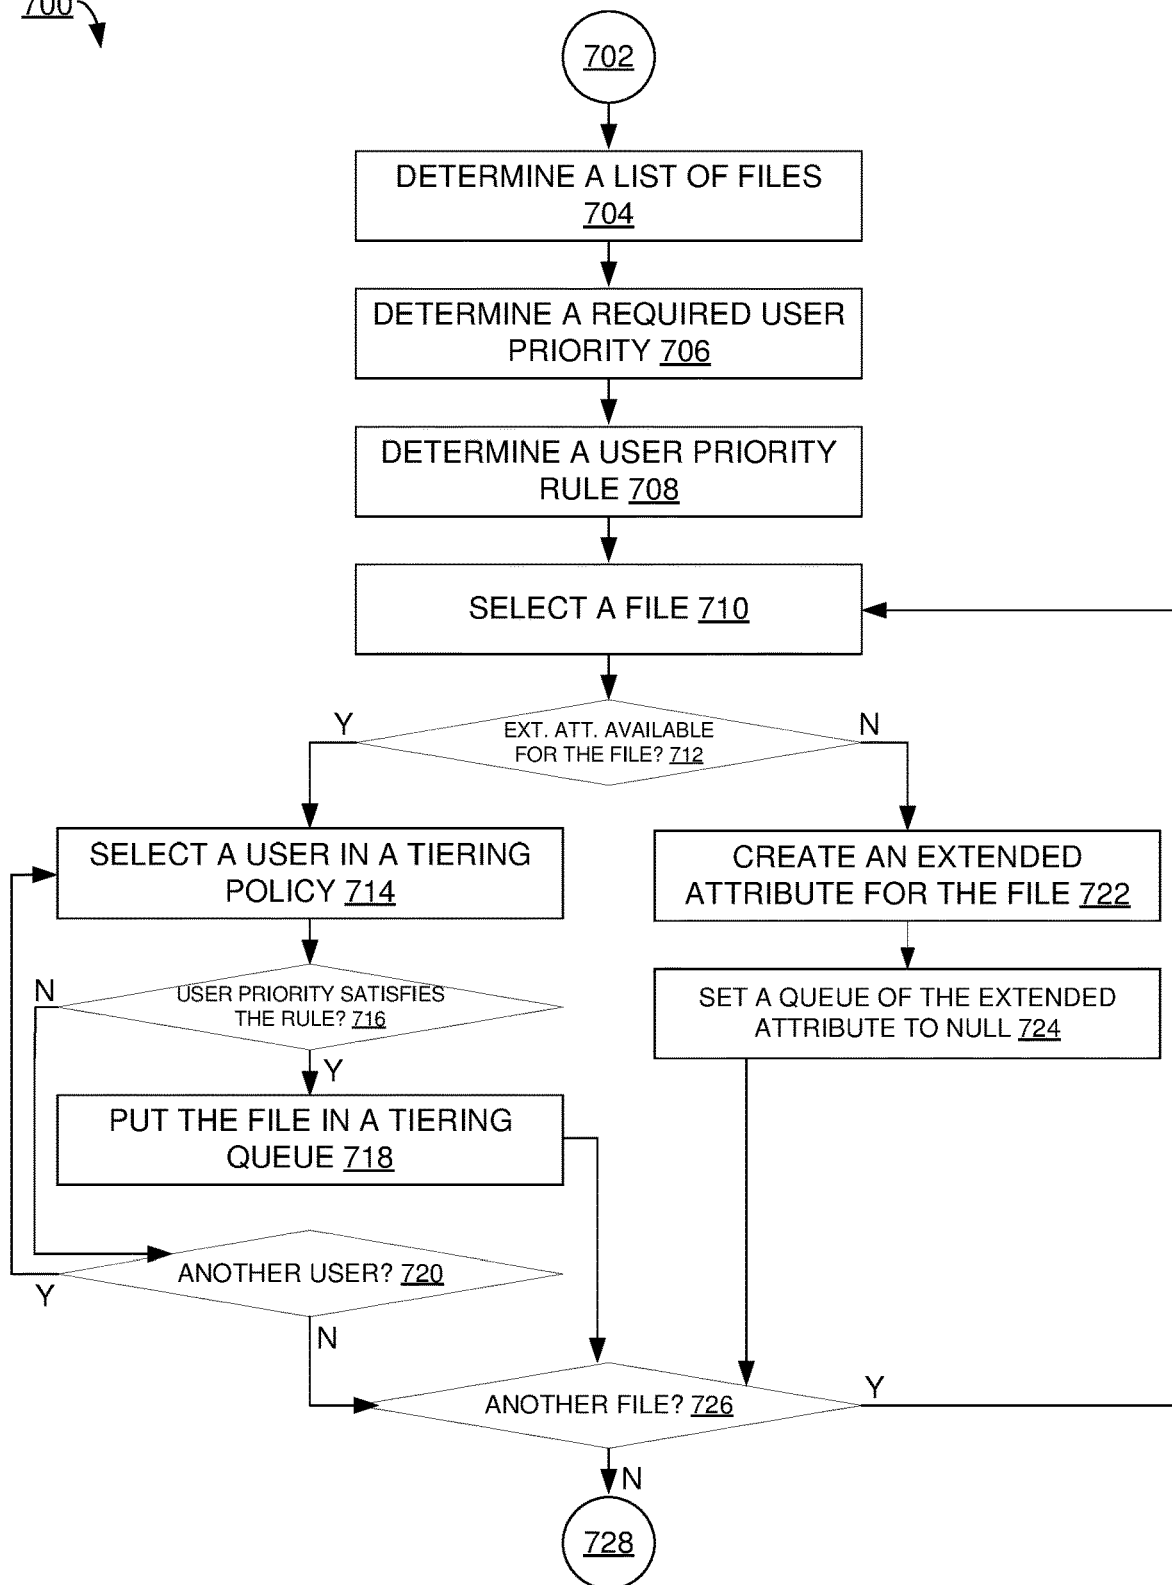 700
702
DETERMINE A LIST OF FILES
704
DETERMINE A REQUIRED USER
PRIORITY 706
DETERMINE A USER PRIORITY
RULE 708
SELECT A FILE 710
Y
N
EXT. ATT. AVAILABLE
FOR THE FILE? 712
SELECT A USER IN A TIERING
POLICY 714
CREATE AN EXTENDED
ATTRIBUTE FOR THE FILE 722
N
USER PRIORITY SATISFIES
THE RULE? 716
Y
SET A QUEUE OF THE EXTENDED
ATTRIBUTE TO NULL 724
PUT THE FILE IN A TIERING
QUEUE 718
ANOTHER USER? 720
Y
N
ANOTHER FILE? 726
Y
N
728